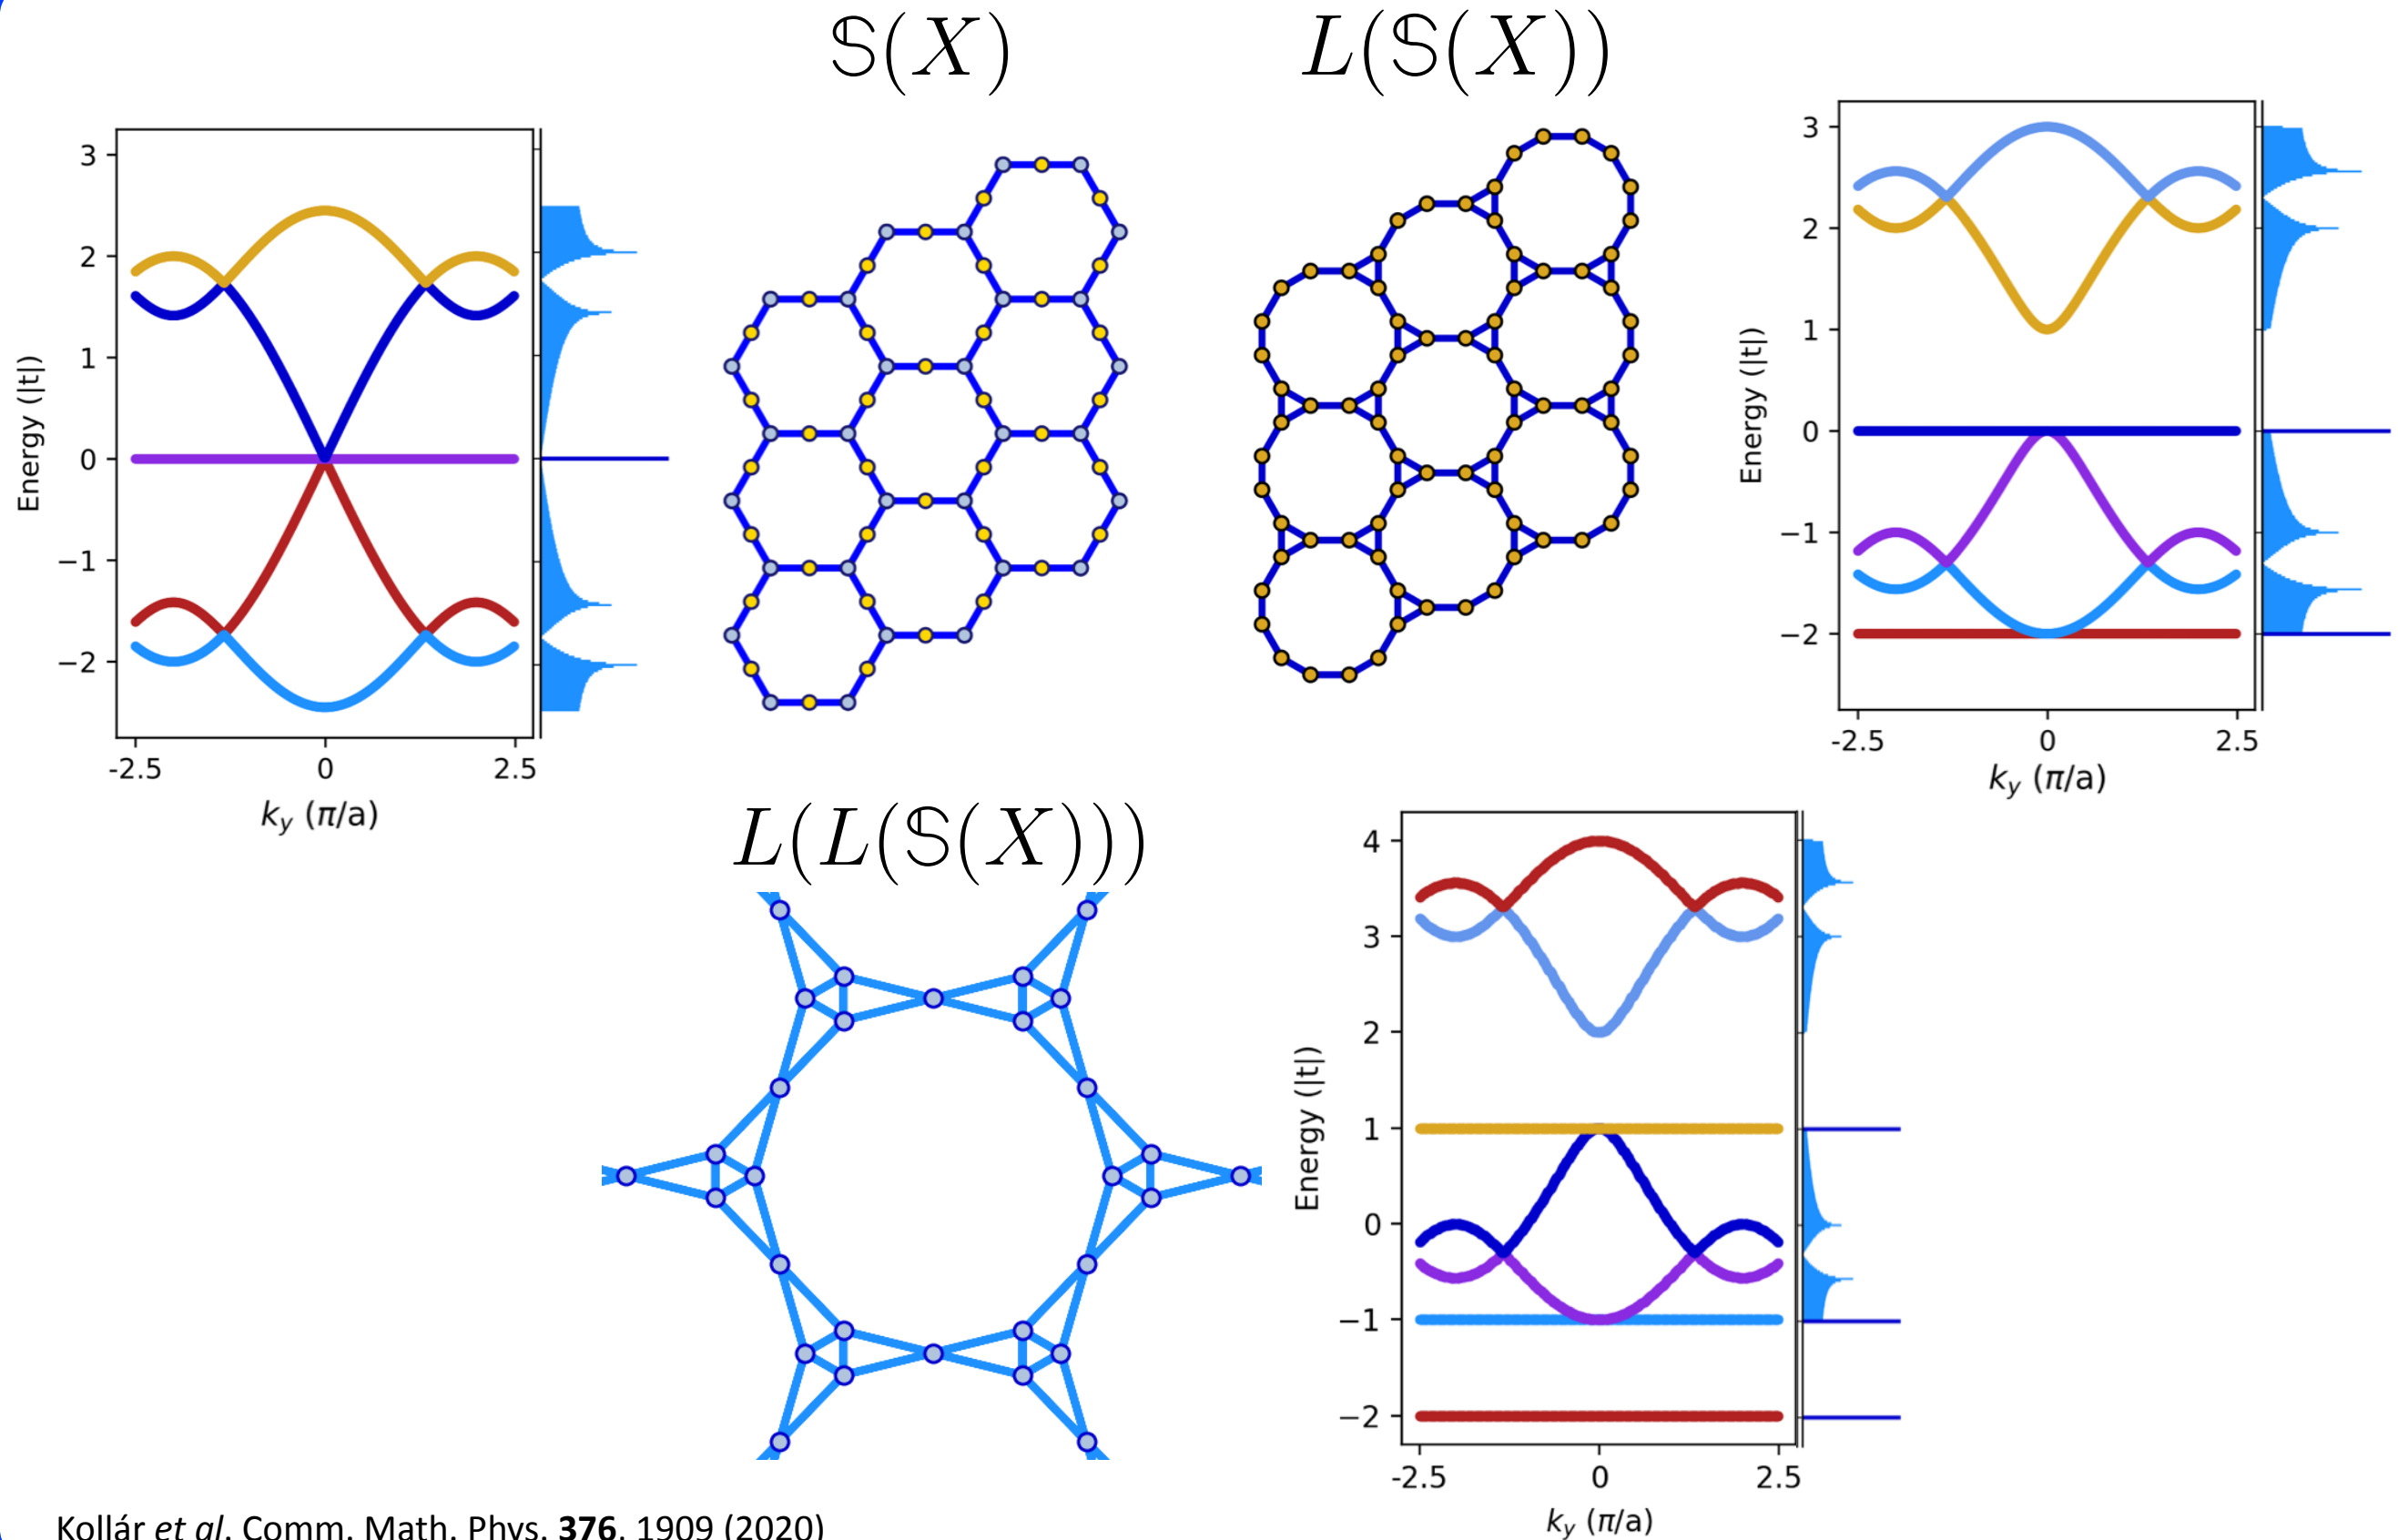 𝕊(X)
L(𝕊(X))
3
2
1
0
−1
−2
Energy (|t|)
-2.5 0 2.5
k_y (π/a)
3
2
1
0
−1
−2
Energy (|t|)
-2.5 0 2.5
k_y (π/a)
L(L(𝕊(X)))
4
3
2
1
0
−1
−2
Energy (|t|)
-2.5 0 2.5
k_y (π/a)
Kollár et al. Comm. Math. Phys. 376, 1909 (2020)